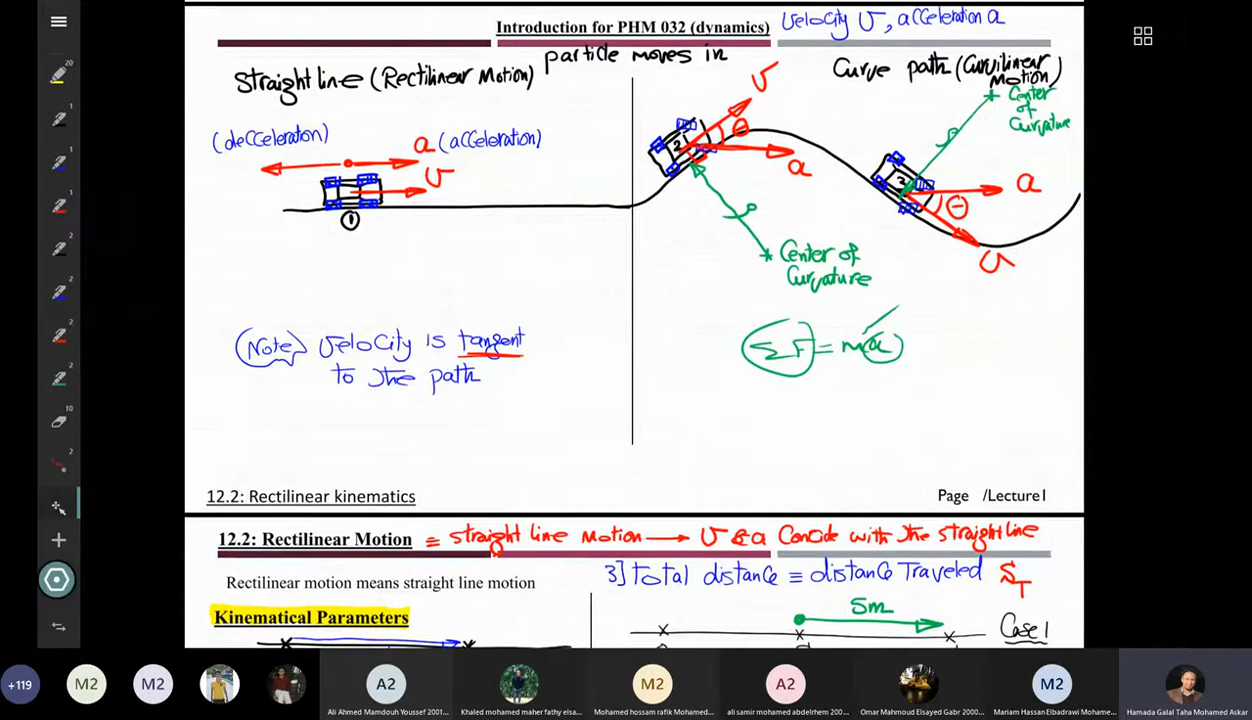 Introduction for PHM 032 (dynamics)
velocity v, acceleration a
particle moves in
straight line (Rectilinear Motion)
Curve path (Curvilinear Motion)
(decceleration)
a (acceleration)
v
1
v
θ
a
2
Center of Curvature
ρ
Center of Curvature
ρ
3
a
θ
v
Note
Velocity is tangent
to the path
ΣF = ma
12.2: Rectilinear kinematics
Page /Lecture1
12.2: Rectilinear Motion
≡ straight line Motion → v & a Concide with the straight line
Rectilinear motion means straight line motion
3] total distance ≡ distance Traveled ST
Kinematical Parameters
5m
Case 1
+119
M2
M2
A2
M2
A2
M2
Ali Ahmed Mamdouh Youssef 2001...
Khaled mohamed maher fathy elsa...
Mohamed hossam rafik Mohamed...
ali samir mohamed abdelrhem 200...
Omar Mahmoud Elsayed Gabr 2000...
Mariam Hassan Elbadrawi Mohame...
Hamada Galal Taha Mohamed Askar